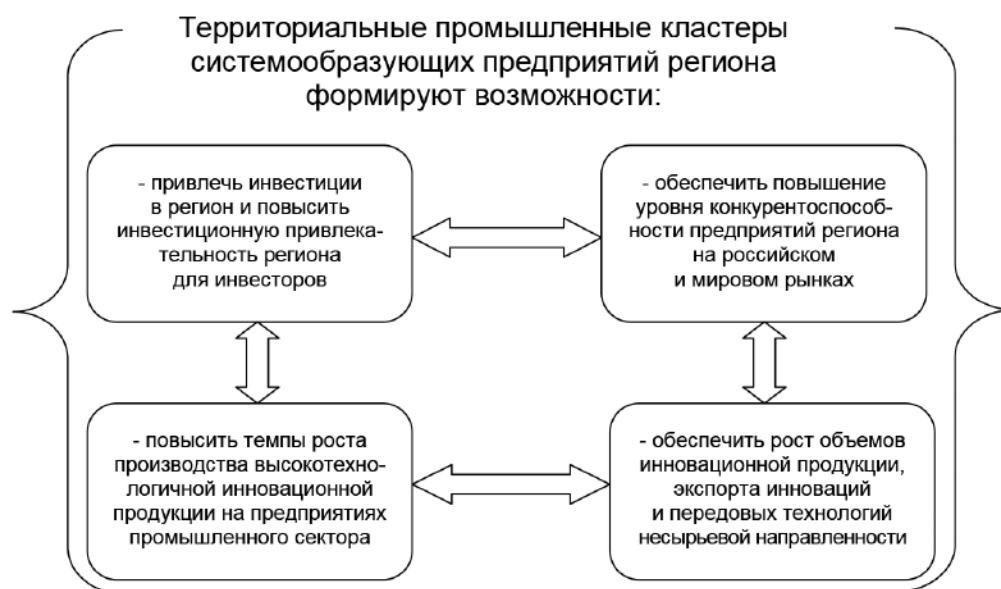 Территориальные промышленные кластеры
системообразующих предприятий региона
формируют возможности:
- привлечь инвестиции
в регион и повысить
инвестиционную привлека-
тельность региона
для инвесторов
- обеспечить повышение
уровня конкурентоспособ-
ности предприятий региона
на российском
и мировом рынках
- повысить темпы роста
производства высокотехно-
логичной инновационной
продукции на предприятиях
промышленного сектора
- обеспечить рост объемов
инновационной продукции,
экспорта инноваций
и передовых технологий
несырьевой направленности